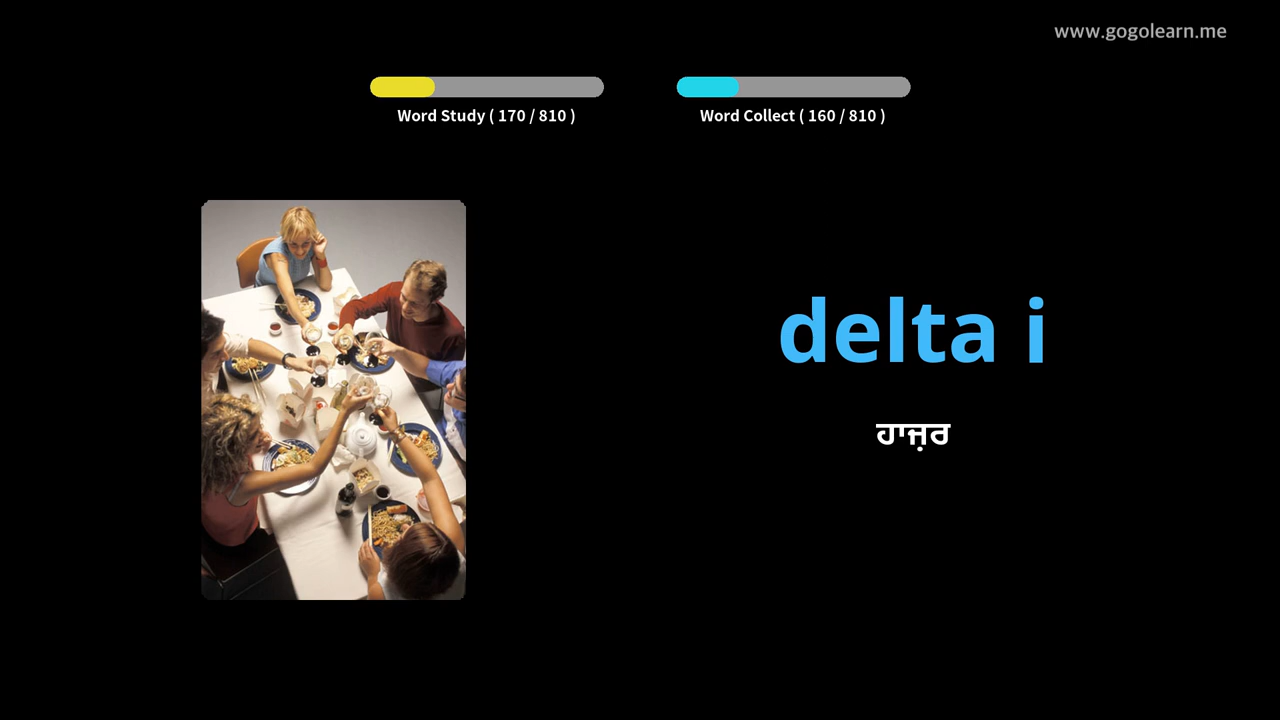 www.gogolearn.me
Word Study ( 170 / 810 )
Word Collect ( 160 / 810 )
delta i
ਹਾਜ਼ਰ